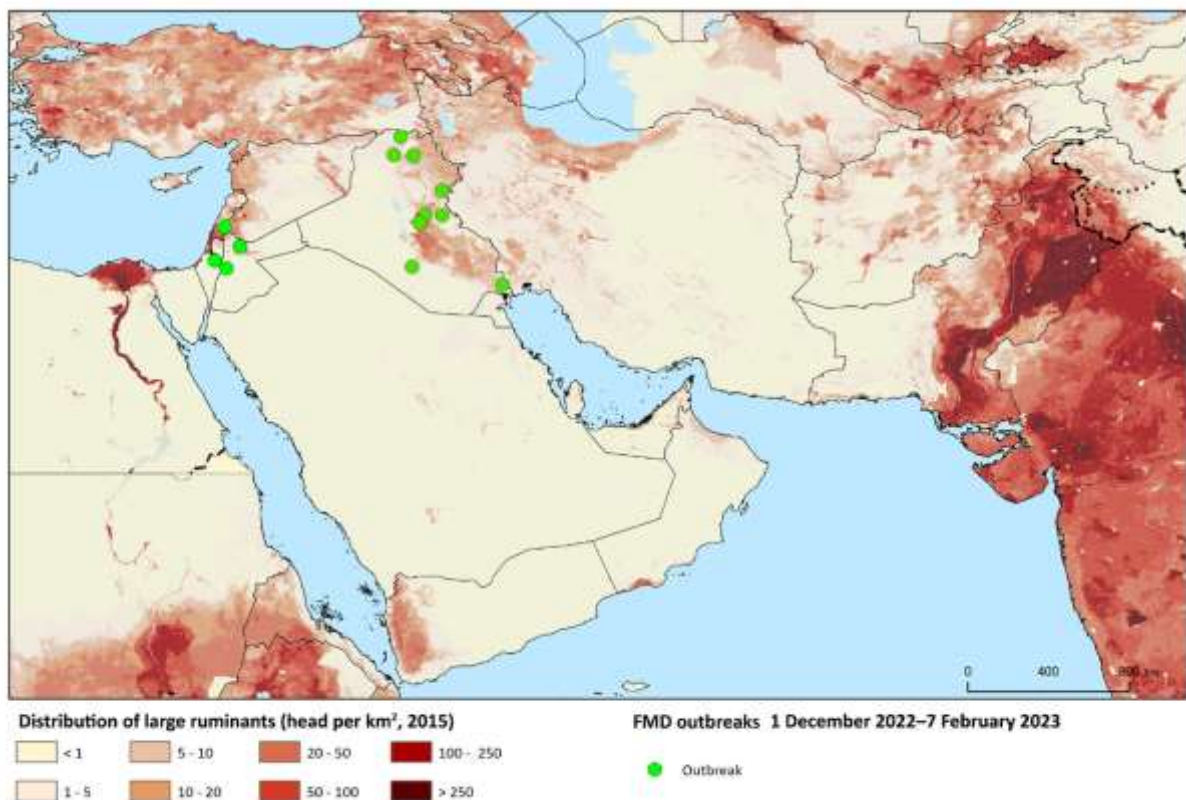 0 400 800 km
Distribution of large ruminants (head per km², 2015)
< 1 5 - 10 20 - 50 100 - 250
1 - 5 10 - 20 50 - 100 > 250
FMD outbreaks 1 December 2022–7 February 2023
Outbreak